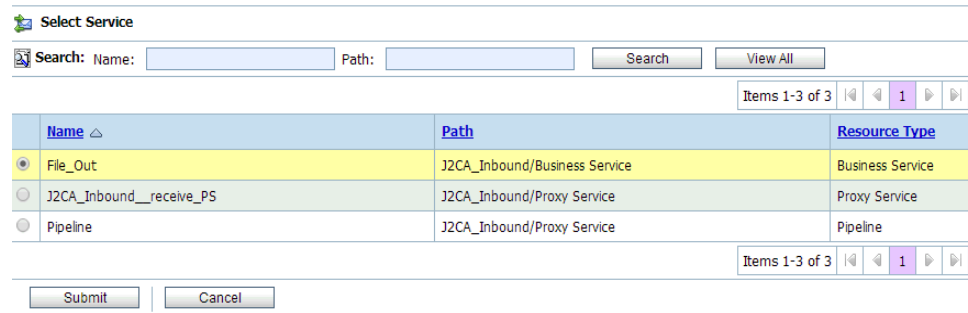 Select Service
Search: Name: Path: Search View All
Items 1-3 of 3 1
Name Path Resource Type
File_Out J2CA_Inbound/Business Service Business Service
J2CA_Inbound__receive_PS J2CA_Inbound/Proxy Service Proxy Service
Pipeline J2CA_Inbound/Proxy Service Pipeline
Items 1-3 of 3 1
Submit Cancel